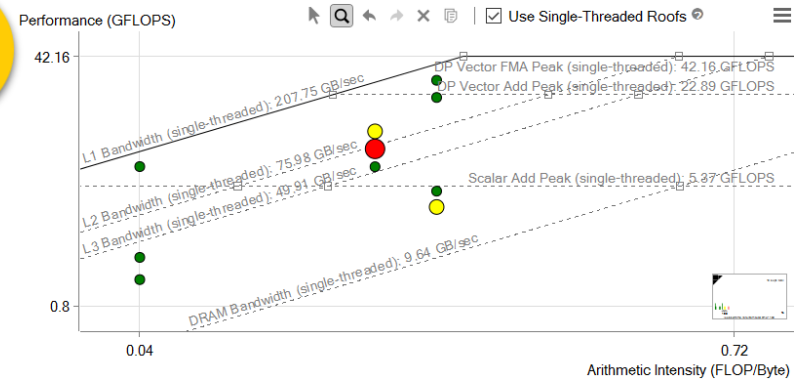 Performance (GFLOPS)
Use Single-Threaded Roofs
42.16
DP Vector FMA Peak (single-threaded): 42.16 GFLOPS
DP Vector Add Peak (single-threaded): 22.89 GFLOPS
L1 Bandwidth (single-threaded): 207.75 GB/sec
L2 Bandwidth (single-threaded): 75.98 GB/sec
Scalar Add Peak (single-threaded): 5.37 GFLOPS
L3 Bandwidth (single-threaded): 49.91 GB/sec
DRAM Bandwidth (single-threaded): 9.64 GB/sec
0.8
0.04
0.72
Arithmetic Intensity (FLOP/Byte)